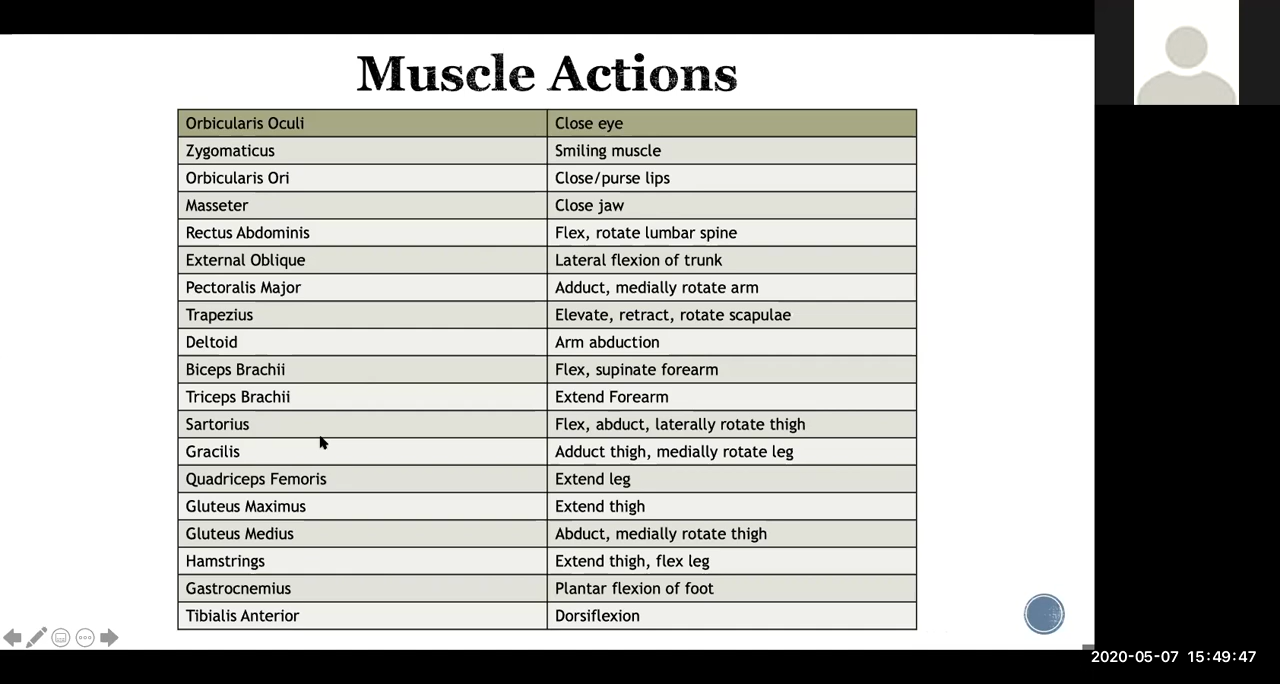 Muscle Actions
Orbicularis Oculi Close eye
Zygomaticus Smiling muscle
Orbicularis Ori Close/purse lips
Masseter Close jaw
Rectus Abdominis Flex, rotate lumbar spine
External Oblique Lateral flexion of trunk
Pectoralis Major Adduct, medially rotate arm
Trapezius Elevate, retract, rotate scapulae
Deltoid Arm abduction
Biceps Brachii Flex, supinate forearm
Triceps Brachii Extend Forearm
Sartorius Flex, abduct, laterally rotate thigh
Gracilis Adduct thigh, medially rotate leg
Quadriceps Femoris Extend leg
Gluteus Maximus Extend thigh
Gluteus Medius Abduct, medially rotate thigh
Hamstrings Extend thigh, flex leg
Gastrocnemius Plantar flexion of foot
Tibialis Anterior Dorsiflexion
2020-05-07 15:49:47